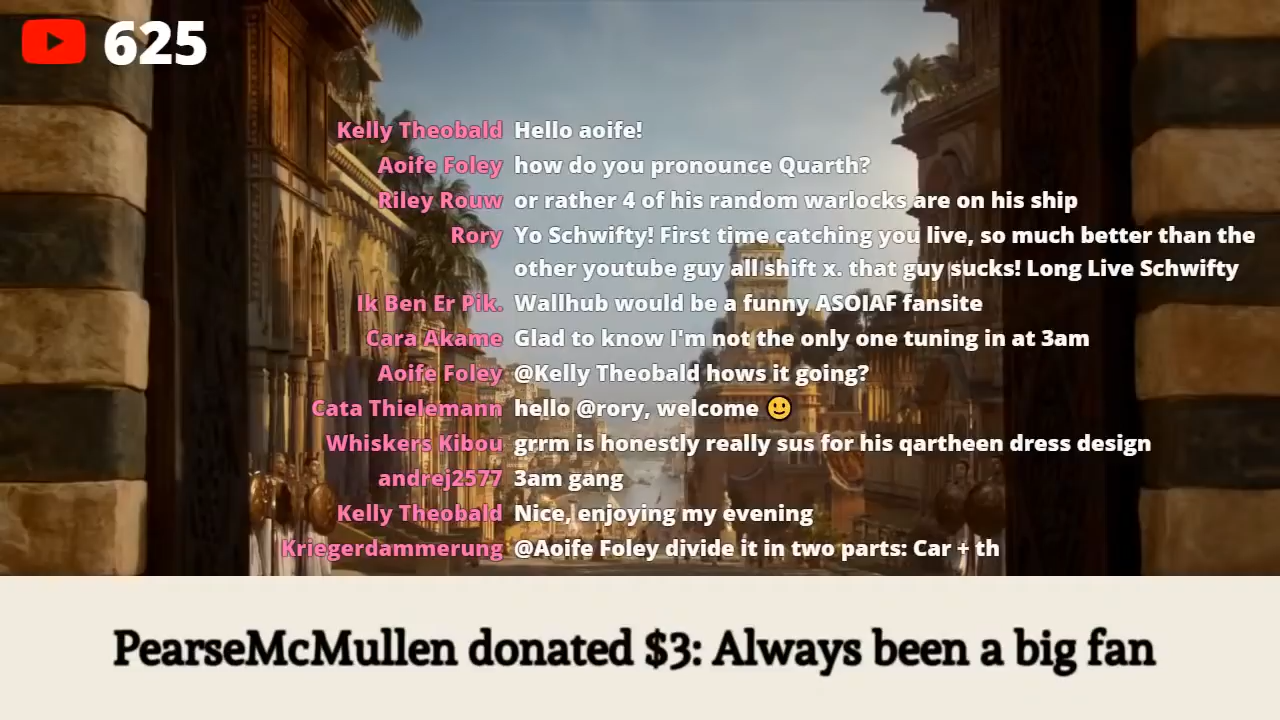 625
Kelly Theobald Hello aoife!
Aoife Foley how do you pronounce Quarth?
Riley Rouw or rather 4 of his random warlocks are on his ship
Rory Yo Schwifty! First time catching you live, so much better than the
other youtube guy all shift x. that guy sucks! Long Live Schwifty
Ik Ben Er Pik. Wallhub would be a funny ASOIAF fansite
Cara Akame Glad to know I'm not the only one tuning in at 3am
Aoife Foley @Kelly Theobald hows it going?
Cata Thielemann hello @rory, welcome 🙂
Whiskers Kibou grrm is honestly really sus for his qartheen dress design
andrej2577 3am gang
Kelly Theobald Nice, enjoying my evening
Kriegerdammerung @Aoife Foley divide it in two parts: Car + th
PearseMcMullen donated $3: Always been a big fan